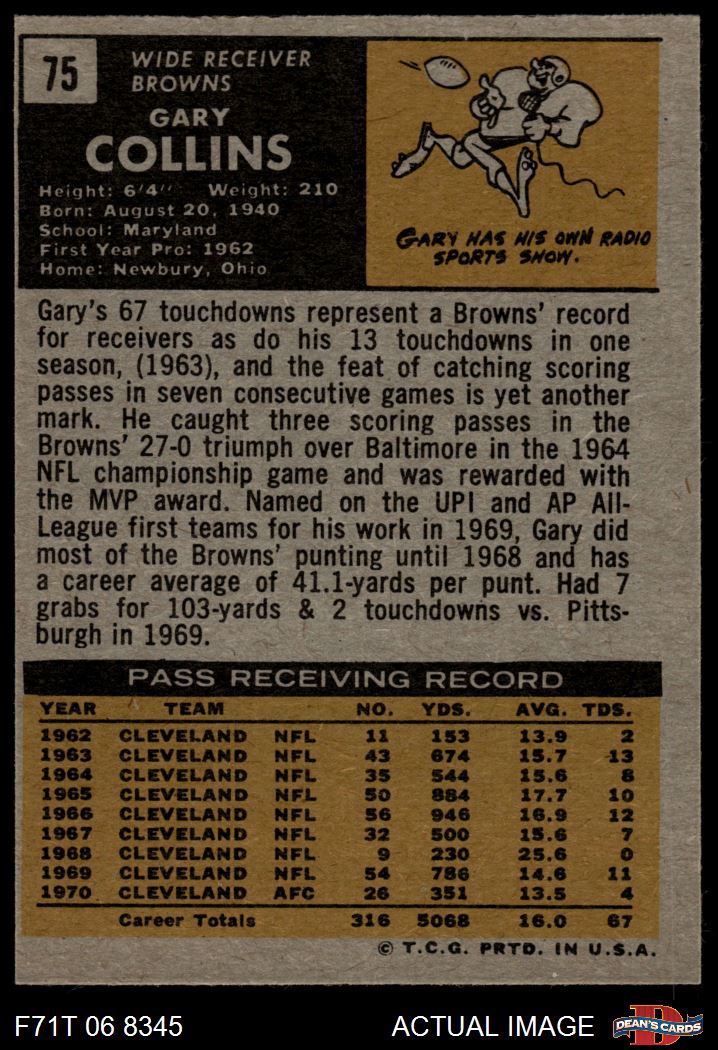 75
WIDE RECEIVER
BROWNS
GARY
COLLINS
Height: 6'4" Weight: 210
Born: August 20, 1940
School: Maryland
First Year Pro: 1962
Home: Newbury, Ohio
GARY HAS HIS OWN RADIO
SPORTS SHOW.
Gary's 67 touchdowns represent a Browns' record
for receivers as do his 13 touchdowns in one
season, (1963), and the feat of catching scoring
passes in seven consecutive games is yet another
mark. He caught three scoring passes in the
Browns' 27-0 triumph over Baltimore in the 1964
NFL championship game and was rewarded with
the MVP award. Named on the UPI and AP All-
League first teams for his work in 1969, Gary did
most of the Browns' punting until 1968 and has
a career average of 41.1-yards per punt. Had 7
grabs for 103-yards & 2 touchdowns vs. Pitts-
burgh in 1969.
PASS RECEIVING RECORD
YEAR TEAM NO. YDS. AVG. TDS.
1962 CLEVELAND NFL 11 153 13.9 2
1963 CLEVELAND NFL 43 674 15.7 13
1964 CLEVELAND NFL 35 544 15.6 8
1965 CLEVELAND NFL 50 884 17.7 10
1966 CLEVELAND NFL 56 946 16.9 12
1967 CLEVELAND NFL 32 500 15.6 7
1968 CLEVELAND NFL 9 230 25.6 0
1969 CLEVELAND NFL 54 786 14.6 11
1970 CLEVELAND AFC 26 351 13.5 4
Career Totals 316 5068 16.0 67
© T.C.G. PRTD. IN U.S.A.
F71T 06 8345 ACTUAL IMAGE D DEAN'S CARDS